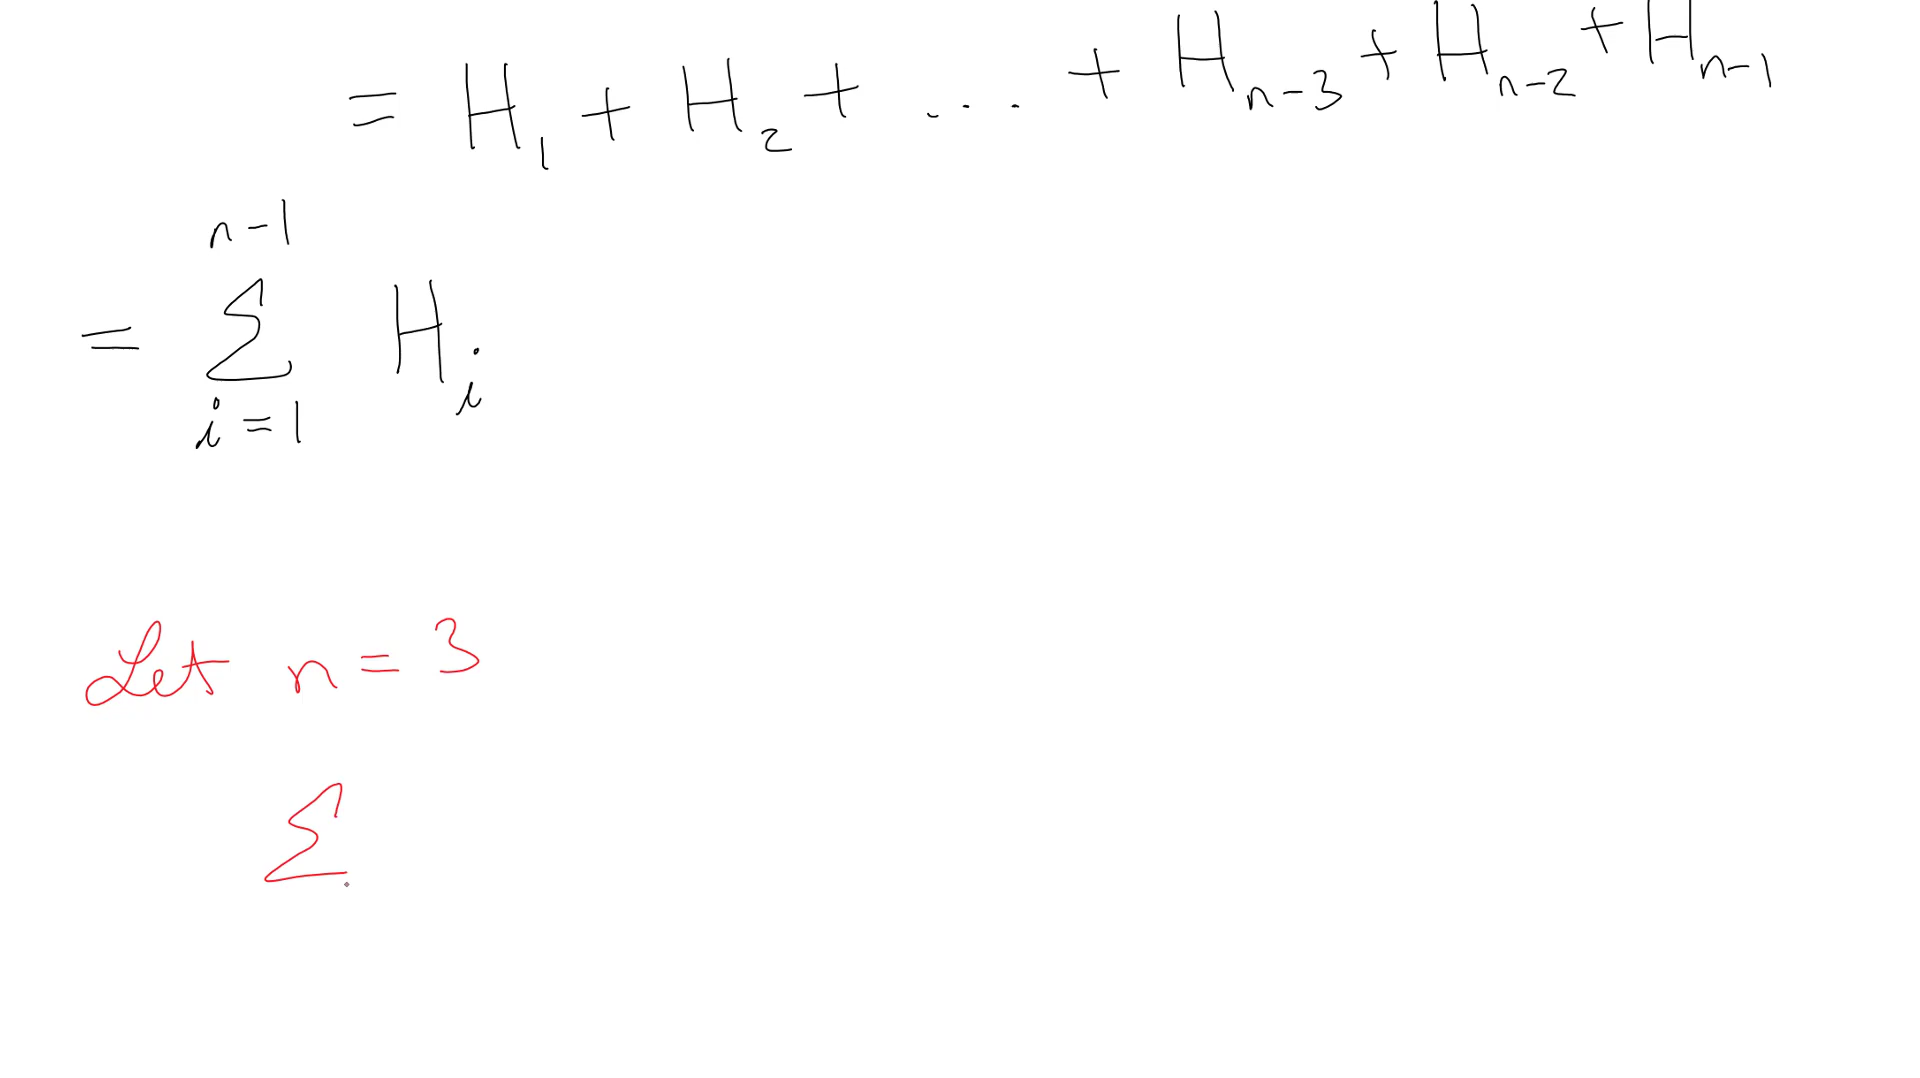 = H₁ + H₂ + ... + Hₙ₋₃ + Hₙ₋₂ + Hₙ₋₁
n-1
= Σ Hᵢ
i=1
Let n = 3
Σ